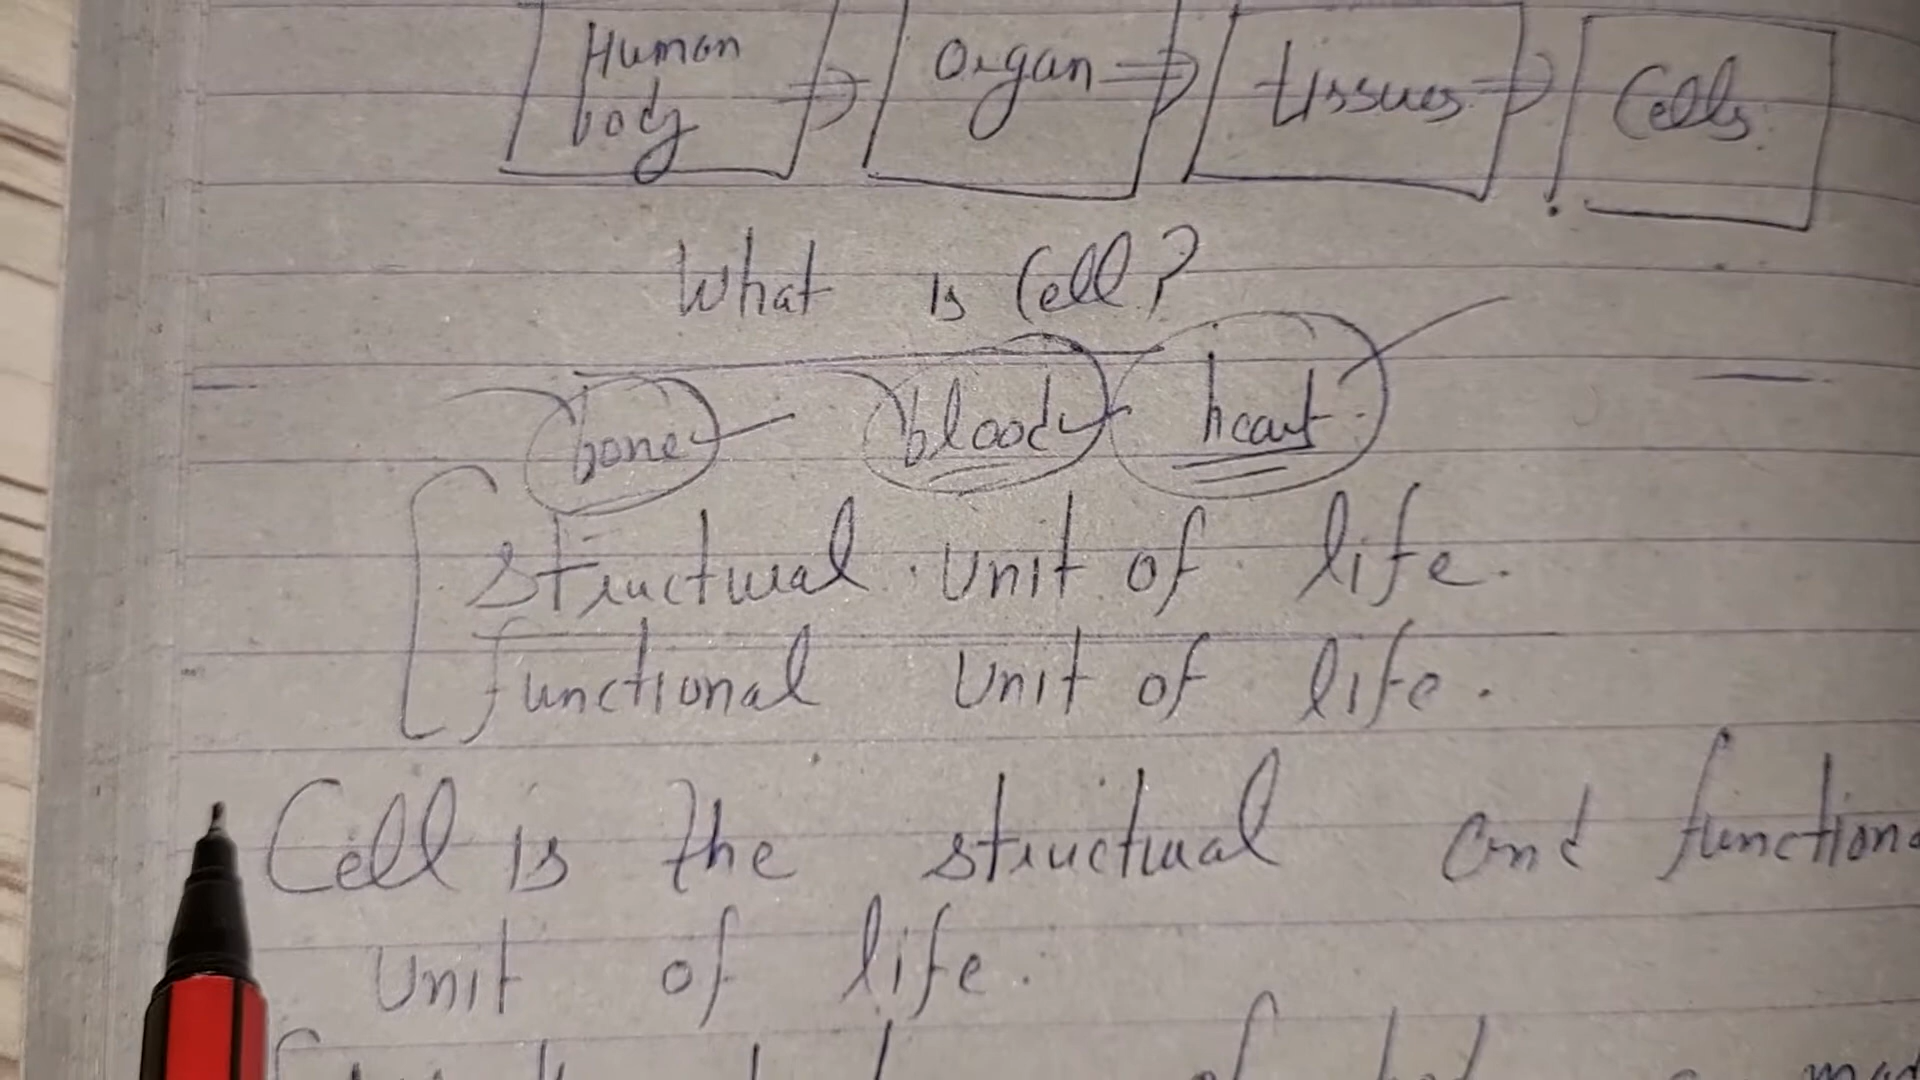 Human body ⇒ Organ ⇒ tissues ⇒ Cells
What is Cell?
bone blood heart
Structural unit of life.
functional unit of life.
Cell is the structural and function
unit of life.